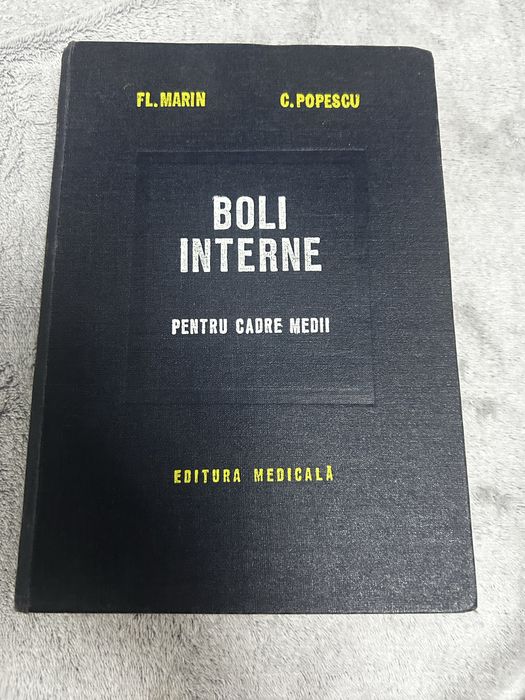 FL.MARIN C.POPESCU
BOLI
INTERNE
PENTRU CADRE MEDII
EDITURA MEDICALĂ